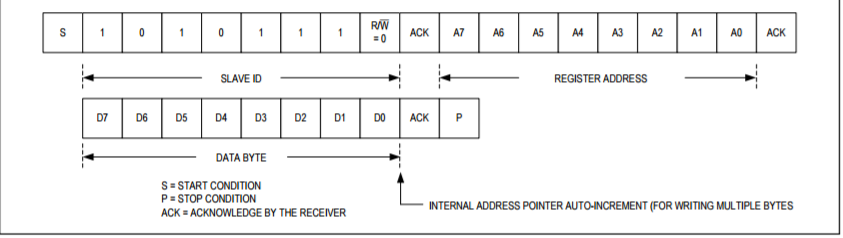 S 1 0 1 0 1 1 1 R/W̅ = 0 ACK A7 A6 A5 A4 A3 A2 A1 A0 ACK
SLAVE ID REGISTER ADDRESS
D7 D6 D5 D4 D3 D2 D1 D0 ACK P
DATA BYTE
S = START CONDITION
P = STOP CONDITION
ACK = ACKNOWLEDGE BY THE RECEIVER
INTERNAL ADDRESS POINTER AUTO-INCREMENT (FOR WRITING MULTIPLE BYTES